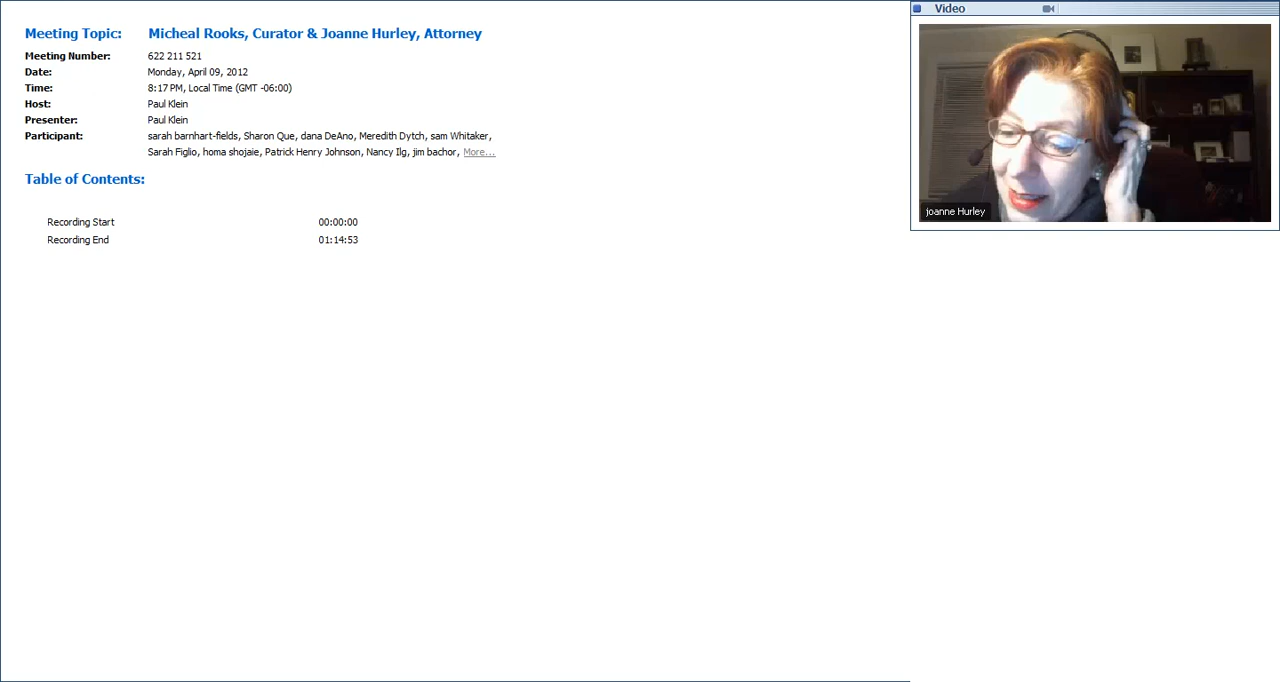 Meeting Topic: Micheal Rooks, Curator & Joanne Hurley, Attorney
Meeting Number: 622 211 521
Date: Monday, April 09, 2012
Time: 8:17 PM, Local Time (GMT -06:00)
Host: Paul Klein
Presenter: Paul Klein
Participant: sarah barnhart-fields, Sharon Que, dana DeAno, Meredith Dytch, sam Whitaker,
Sarah Figlio, homa shojaie, Patrick Henry Johnson, Nancy Ilg, jim bachor, More...
Table of Contents:
Recording Start 00:00:00
Recording End 01:14:53
Video
joanne Hurley